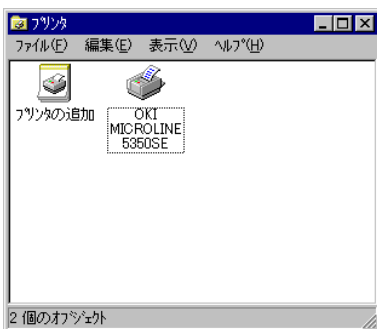 ﾌﾟﾘﾝﾀ
ﾌｧｲﾙ(F) 編集(E) 表示(V) ﾍﾙﾌﾟ(H)
ﾌﾟﾘﾝﾀの追加
OKI
MICROLINE
5350SE
2 個のｵﾌﾞｼﾞｪｸﾄ